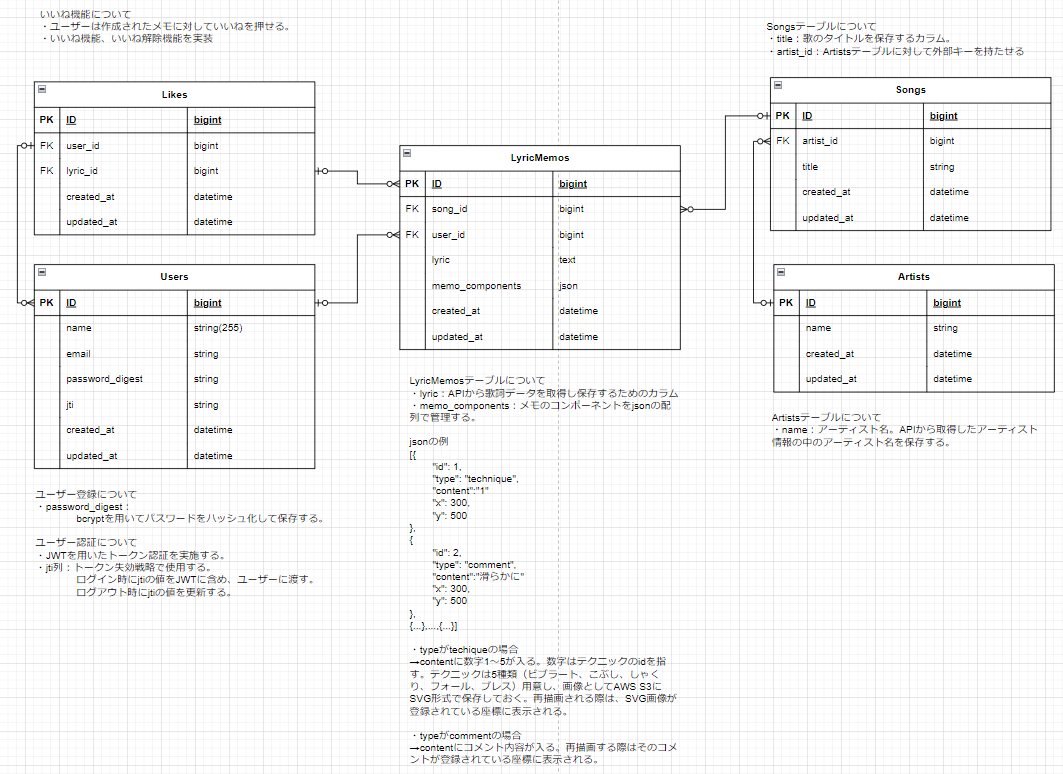 いいね機能について
・ユーザーは作成されたメモに対していいねを押せる。
・いいね機能、いいね解除機能を実装
Likes
PK ID bigint
FK user_id bigint
FK lyric_id bigint
created_at datetime
updated_at datetime
Users
PK ID bigint
name string(255)
email string
password_digest string
jti string
created_at datetime
updated_at datetime
ユーザー登録について
・password_digest：
bcryptを用いてパスワードをハッシュ化して保存する。
ユーザー認証について
・JWTを用いたトークン認証を実施する。
・jti列：トークン失効戦略で使用する。
ログイン時にjtiの値をJWTに含め、ユーザーに渡す。
ログアウト時にjtiの値を更新する。
LyricMemos
PK ID bigint
FK song_id bigint
FK user_id bigint
lyric text
memo_components json
created_at datetime
updated_at datetime
LyricMemosテーブルについて
・lyric：APIから歌詞データを取得し保存するためのカラム
・memo_components：メモのコンポーネントをjsonの配
列で管理する。
jsonの例
[{
"id": 1,
"type": "technique",
"content":"1"
"x": 300,
"y": 500
},
{
"id": 2,
"type": "comment",
"content":"滑らかに"
"x": 300,
"y": 500
},
{...},...,{...}]
・typeがtechiqueの場合
→contentに数字1～5が入る。数字はテクニックのidを指
す。テクニックは5種類（ビブラート、こぶし、しゃく
り、フォール、ブレス）用意し、画像としてAWS S3に
SVG形式で保存しておく。再描画される際は、SVG画像が
登録されている座標に表示される。
・typeがcommentの場合
→contentにコメント内容が入る。再描画する際はそのコメ
ントが登録されている座標に表示される。
Songsテーブルについて
・title：歌のタイトルを保存するカラム。
・artist_id：Artistsテーブルに対して外部キーを持たせる
Songs
PK ID bigint
FK artist_id bigint
title string
created_at datetime
updated_at datetime
Artists
PK ID bigint
name string
created_at datetime
updated_at datetime
Artistsテーブルについて
・name：アーティスト名。APIから取得したアーティスト
情報の中のアーティスト名を保存する。